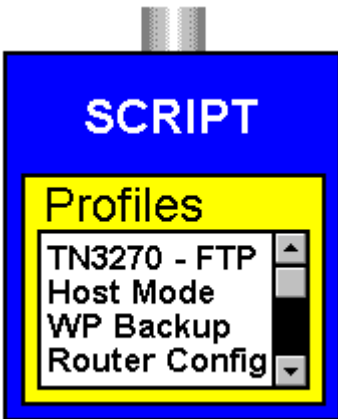 SCRIPT
Profiles
TN3270 - FTP
Host Mode
WP Backup
Router Config